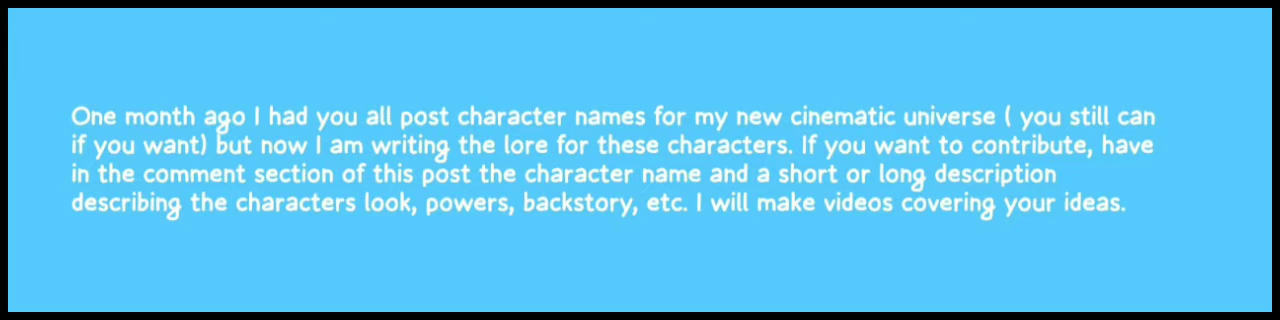 One month ago I had you all post character names for my new cinematic universe ( you still can
if you want) but now I am writing the lore for these characters. If you want to contribute, have
in the comment section of this post the character name and a short or long description
describing the characters look, powers, backstory, etc. I will make videos covering your ideas.